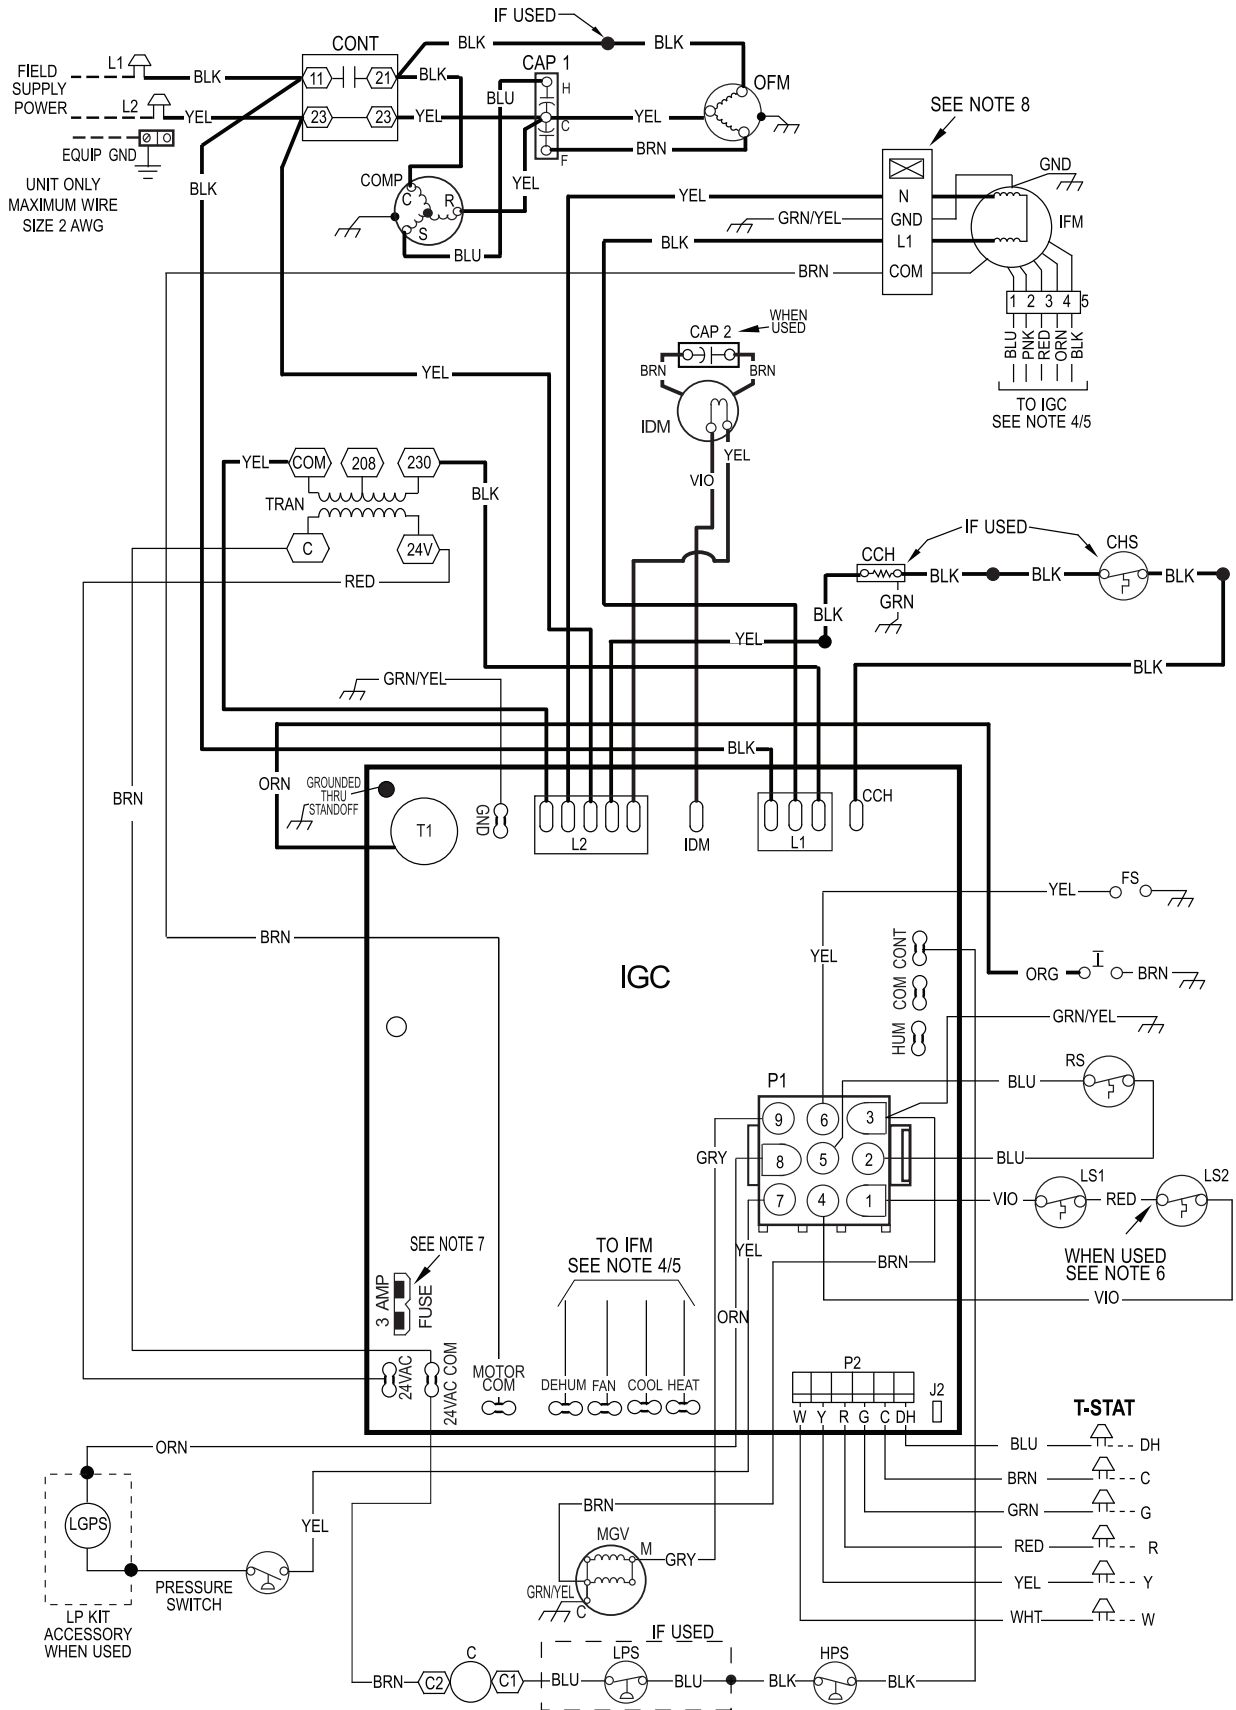 IF USED
BLK
BLK
CONT
CAP 1
FIELD
SUPPLY
POWER
L1
BLK
11
21
BLK
BLU
H
OFM
L2
YEL
23
23
YEL
C
YEL
SEE NOTE 8
EQUIP GND
F
BRN
UNIT ONLY
MAXIMUM WIRE
SIZE 2 AWG
BLK
COMP
C
R
S
YEL
BLU
YEL
N
GND
GRN/YEL
GND
IFM
BLK
L1
BRN
COM
1 2 3 4 5
BLU
PNK
RED
ORN
BLK
TO IGC
SEE NOTE 4/5
CAP 2
WHEN
USED
BRN
BRN
YEL
IDM
YEL
VIO
YEL
COM
208
230
BLK
TRAN
C
24V
RED
IF USED
CCH
CHS
BLK
BLK
BLK
GRN
BLK
YEL
BLK
GRN/YEL
BLK
ORN
BRN
GROUNDED
THRU
STANDOFF
T1
GND
L2
IDM
L1
CCH
YEL
FS
BRN
YEL
CONT
IGC
ORG
I
BRN
COM
HUM
GRN/YEL
RS
P1
BLU
9
6
3
GRY
8
5
2
BLU
7
4
1
VIO
LS1
RED
LS2
YEL
BRN
WHEN USED
SEE NOTE 6
VIO
SEE NOTE 7
TO IFM
SEE NOTE 4/5
3 AMP
FUSE
ORN
24VAC
24VAC COM
MOTOR
COM
DEHUM
FAN
COOL
HEAT
P2
J2
W Y R G C DH
T-STAT
ORN
BLU
DH
BRN
C
GRN
G
RED
R
YEL
Y
WHT
W
LGPS
YEL
PRESSURE
SWITCH
LP KIT
ACCESSORY
WHEN USED
BRN
MGV
M
GRY
GRN/YEL
C
IF USED
C
LPS
HPS
BRN
C2
C1
BLU
BLU
BLK
BLK